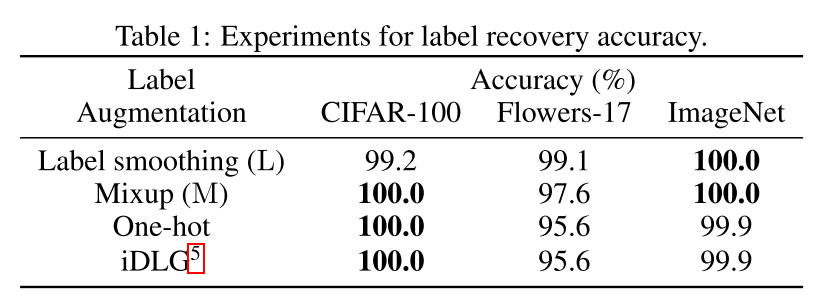 Table 1: Experiments for label recovery accuracy.
Label Accuracy (%)
Augmentation CIFAR-100 Flowers-17 ImageNet
Label smoothing (L) 99.2 99.1 100.0
Mixup (M) 100.0 97.6 100.0
One-hot 100.0 95.6 99.9
iDLG5 100.0 95.6 99.9